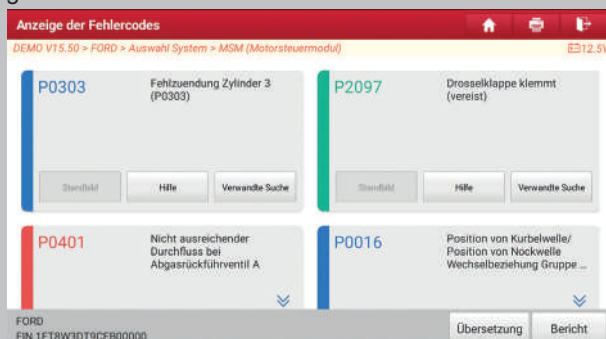 Anzeige der Fehlercodes
DEMO V15.50 > FORD > Auswahl System > MSM (Motorsteuermodul)
12.5V
P0303
Fehlzuendung Zylinder 3
(P0303)
Standbild
Hilfe
Verwandte Suche
P2097
Drosselklappe klemmt
(vereist)
Standbild
Hilfe
Verwandte Suche
P0401
Nicht ausreichender
Durchfluss bei
Abgasrückführventil A
P0016
Position von Kurbelwelle/
Position von Nockwelle
Wechselbeziehung Gruppe ...
FORD
FIN 1FT8W3DT9CEB00000
Übersetzung
Bericht